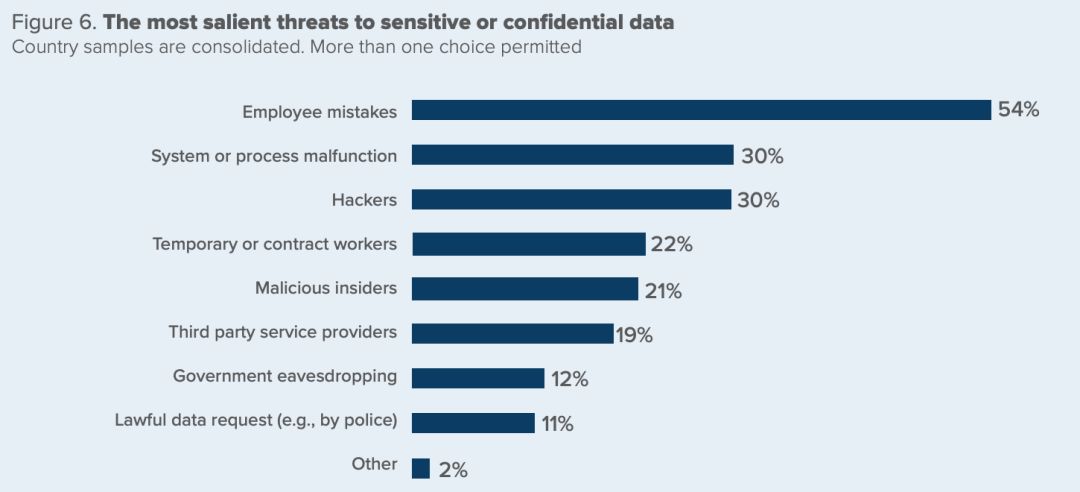 Figure 6. The most salient threats to sensitive or confidential data
Country samples are consolidated. More than one choice permitted
Employee mistakes 54%
System or process malfunction 30%
Hackers 30%
Temporary or contract workers 22%
Malicious insiders 21%
Third party service providers 19%
Government eavesdropping 12%
Lawful data request (e.g., by police) 11%
Other 2%